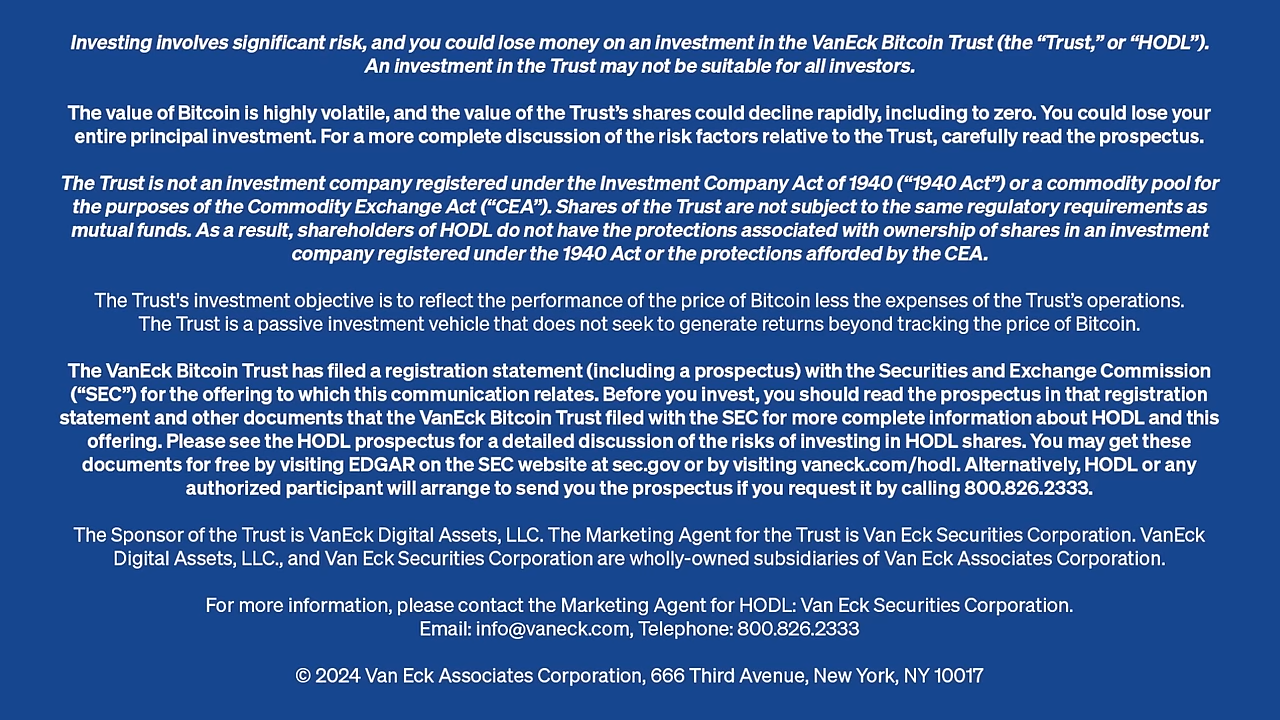 Investing involves significant risk, and you could lose money on an investment in the VanEck Bitcoin Trust (the “Trust,” or “HODL”).
An investment in the Trust may not be suitable for all investors.
The value of Bitcoin is highly volatile, and the value of the Trust’s shares could decline rapidly, including to zero. You could lose your
entire principal investment. For a more complete discussion of the risk factors relative to the Trust, carefully read the prospectus.
The Trust is not an investment company registered under the Investment Company Act of 1940 (“1940 Act”) or a commodity pool for
the purposes of the Commodity Exchange Act (“CEA”). Shares of the Trust are not subject to the same regulatory requirements as
mutual funds. As a result, shareholders of HODL do not have the protections associated with ownership of shares in an investment
company registered under the 1940 Act or the protections afforded by the CEA.
The Trust's investment objective is to reflect the performance of the price of Bitcoin less the expenses of the Trust’s operations.
The Trust is a passive investment vehicle that does not seek to generate returns beyond tracking the price of Bitcoin.
The VanEck Bitcoin Trust has filed a registration statement (including a prospectus) with the Securities and Exchange Commission
(“SEC”) for the offering to which this communication relates. Before you invest, you should read the prospectus in that registration
statement and other documents that the VanEck Bitcoin Trust filed with the SEC for more complete information about HODL and this
offering. Please see the HODL prospectus for a detailed discussion of the risks of investing in HODL shares. You may get these
documents for free by visiting EDGAR on the SEC website at sec.gov or by visiting vaneck.com/hodl. Alternatively, HODL or any
authorized participant will arrange to send you the prospectus if you request it by calling 800.826.2333.
The Sponsor of the Trust is VanEck Digital Assets, LLC. The Marketing Agent for the Trust is Van Eck Securities Corporation. VanEck
Digital Assets, LLC., and Van Eck Securities Corporation are wholly-owned subsidiaries of Van Eck Associates Corporation.
For more information, please contact the Marketing Agent for HODL: Van Eck Securities Corporation.
Email: info@vaneck.com, Telephone: 800.826.2333
© 2024 Van Eck Associates Corporation, 666 Third Avenue, New York, NY 10017